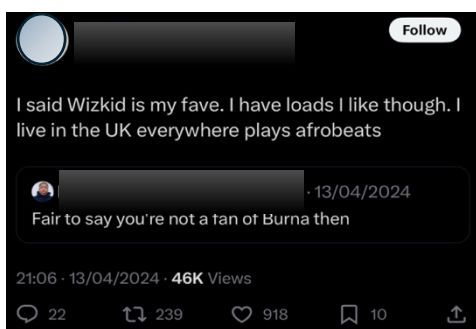 Follow
I said Wizkid is my fave. I have loads I like though. I
live in the UK everywhere plays afrobeats
· 13/04/2024
Fair to say you're not a fan of Burna then
21:06 · 13/04/2024 · 46K Views
22 239 918 10